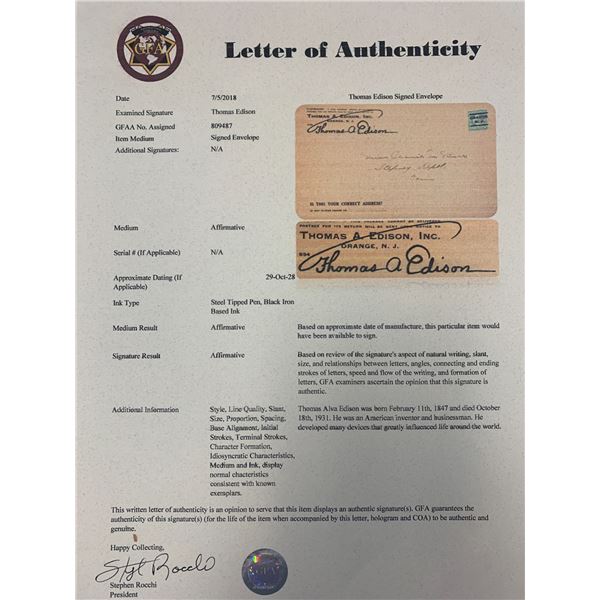 GFA
Letter of Authenticity
Date 7/5/2018 Thomas Edison Signed Envelope
Examined Signature Thomas Edison
GFAA No. Assigned 809487
Item Medium Signed Envelope
Additional Signatures: N/A
THOMAS A. EDISON, INC.
ORANGE, N. J.
Thomas A Edison
IS THIS YOUR CORRECT ADDRESS?
Medium Affirmative
THOMAS A. EDISON, INC.
ORANGE, N. J.
Thomas A Edison
Serial # (If Applicable) N/A
Approximate Dating (If Applicable) 29-Oct-28
Ink Type Steel Tipped Pen, Black Iron
Based Ink
Medium Result Affirmative Based on approximate date of manufacture, this particular item would
have been available to sign.
Signature Result Affirmative Based on review of the signature's aspect of natural writing, slant,
size, and relationships between letters, angles, connecting and ending
strokes of letters, speed and flow of the writing, and formation of
letters, GFA examiners ascertain the opinion that this signature is
authentic.
Additional Information Style, Line Quality, Slant, Thomas Alva Edison was born February 11th, 1847 and died October
Size, Proportion, Spacing, 18th, 1931. He was an American inventor and businessman. He
Base Alignment, Initial developed many devices that greatly influenced life around the world.
Strokes, Terminal Strokes,
Character Formation,
Idiosyncratic Characteristics,
Medium and Ink, display
normal chacteristics
consistent with known
exemplars.
This written letter of authenticity is an opinion to serve that this item displays an authentic signature(s). GFA guarantees the
authenticity of this signature(s) (for the life of the item when accompanied by this letter, hologram and COA) to be authentic and
genuine.
Happy Collecting,
Stephen Rocchi
President
GFA